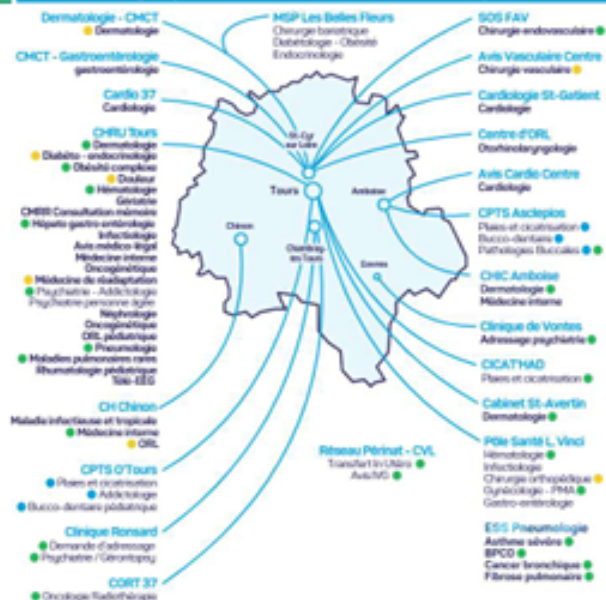 Dermatologie - CMCT
Dermatologie
CMCT - Gastroentérologie
gastroentérologie
Cardio 37
Cardiologie
CHRU Tours
Dermatologie
Diabéto - endocrinologie
Obésité complexe
Douleur
Hématologie
Gériatrie
CMRR Consultation mémoire
Hépato gastro entérologie
Infectiologie
Avis médico-légal
Médecine interne
Oncogénétique
Médecine de réadaptation
Psychiatrie - Addictologie
Psychiatrie personne âgée
Néphrologie
Oncogénétique
ORL pédiatrique
Pneumologie
Maladies pulmonaires rares
Rhumatologie pédiatrique
Télé-EEG
CH Chinon
Maladie infectieuse et tropicale
Médecine interne
ORL
CPTS O'Tours
Plaies et cicatrisation
Addictologie
Bucco-dentaire pédiatrique
Clinique Ronsard
Demande d'adressage
Psychiatrie / Gérontopsy
CORT 37
Oncologie Radiothérapie
MSP Les Belles Fleurs
Chirurgie bariatrique
Diabétologie - Obésité
Endocrinologie
St-Cyr
sur Loire
Tours
Amboise
Chinon
Chambray
les Tours
Esvres
Réseau Périnat - CVL
Transfert In Utéro
Avis IVG
SOS FAV
Chirurgie endovasculaire
Avis Vasculaire Centre
Chirurgie vasculaire
Cardiologie St-Gatient
Cardiologie
Centre d'ORL
Otorhinolaryngologie
Avis Cardio Centre
Cardiologie
CPTS Asclepios
Plaies et cicatrisation
Bucco-dentaire
Pathologies Buccales
CHIC Amboise
Dermatologie
Médecine interne
Clinique de Vontes
Adressage psychiatrie
CICAT'HAD
Plaies et cicatrisation
Cabinet St-Avertin
Dermatologie
Pôle Santé L. Vinci
Hématologie
Infectiologie
Chirurgie orthopédique
Gynécologie - PMA
Gastro-entérologie
ESS Pneumologie
Asthme sévère
BPCO
Cancer bronchique
Fibrose pulmonaire